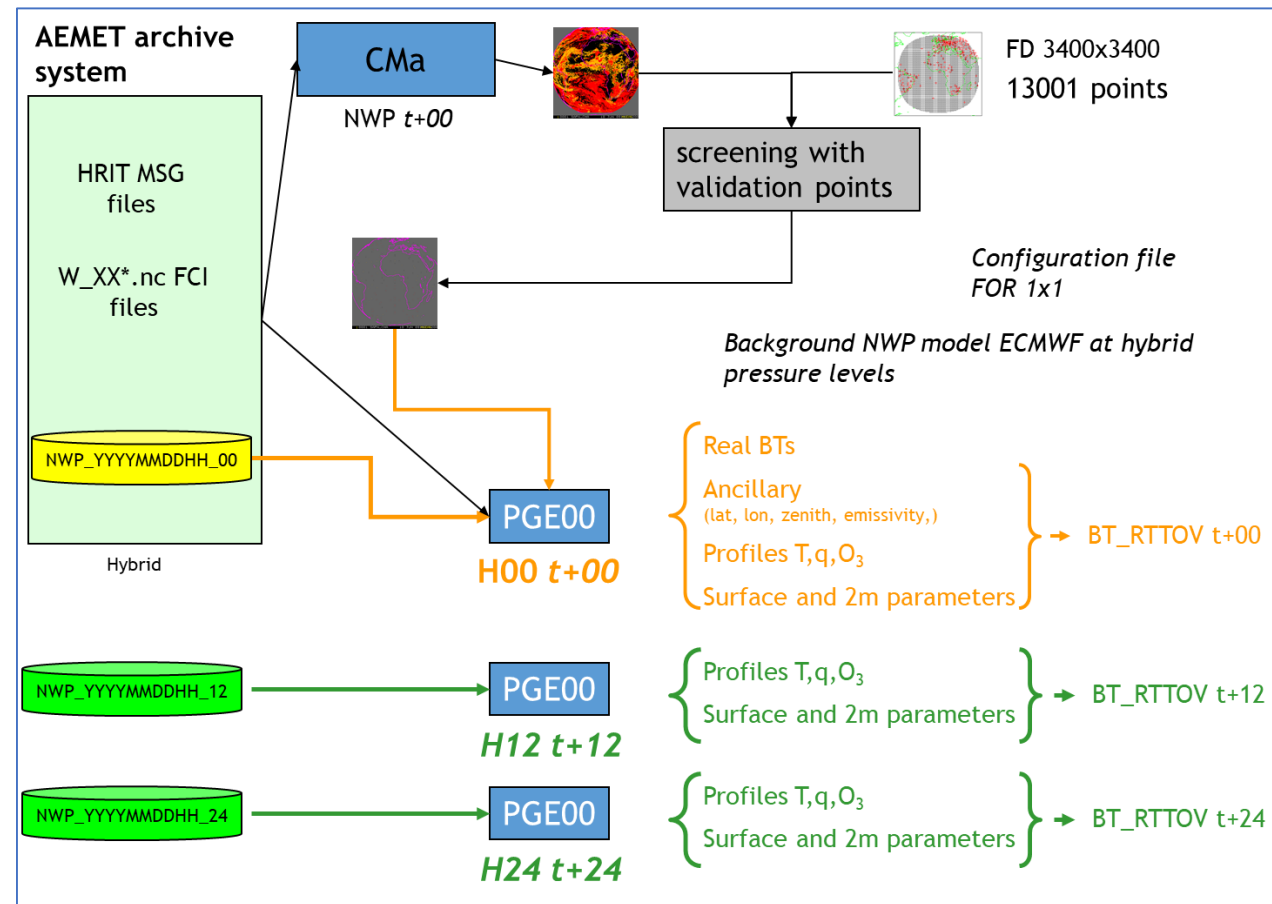 AEMET archive
system
CMa
NWP t+00
FD 3400x3400
13001 points
HRIT MSG
files
W_XX*.nc FCI
files
screening with
validation points
Configuration file
FOR 1x1
Background NWP model ECMWF at hybrid
pressure levels
NWP_YYYYMMDDHH_00
Hybrid
PGE00
H00 t+00
Real BTs
Ancillary
(lat, lon, zenith, emissivity,)
Profiles T,q,O₃
Surface and 2m parameters
BT_RTTOV t+00
NWP_YYYYMMDDHH_12
PGE00
H12 t+12
Profiles T,q,O₃
Surface and 2m parameters
BT_RTTOV t+12
NWP_YYYYMMDDHH_24
PGE00
H24 t+24
Profiles T,q,O₃
Surface and 2m parameters
BT_RTTOV t+24